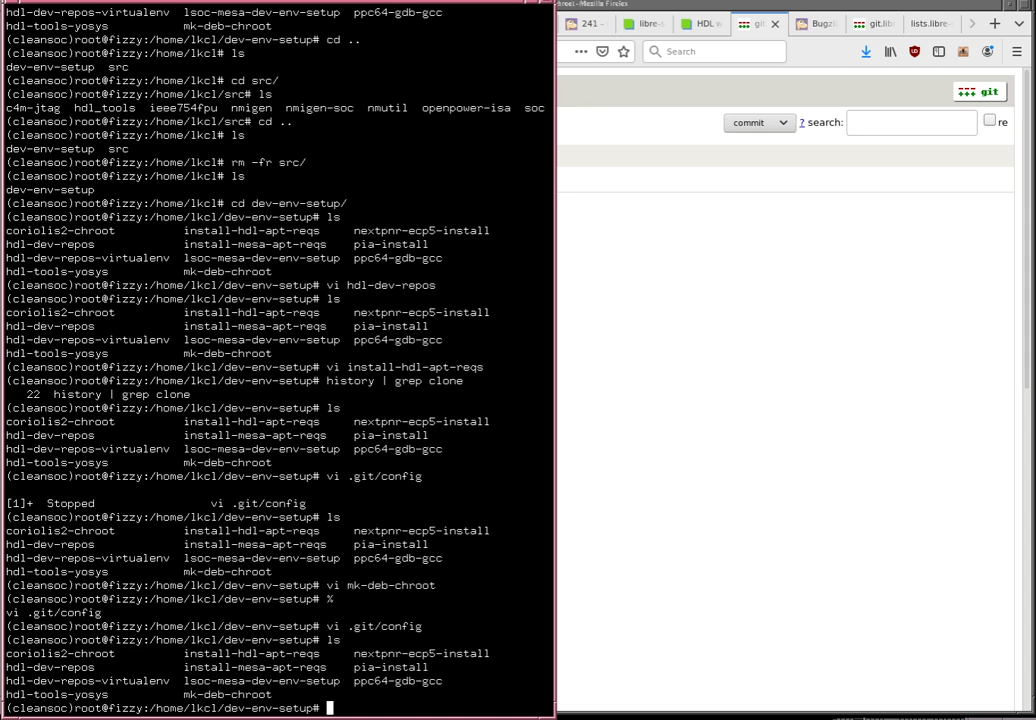 hdl-dev-repos-virtualenv  lsoc-mesa-dev-env-setup  ppc64-gdb-gcc
hdl-tools-yosys           mk-deb-chroot
(cleansoc)root@fizzy:/home/lkcl/dev-env-setup# cd ..
(cleansoc)root@fizzy:/home/lkcl# ls
dev-env-setup  src
(cleansoc)root@fizzy:/home/lkcl# cd src/
(cleansoc)root@fizzy:/home/lkcl/src# ls
c4m-jtag  hdl_tools  ieee754fpu  nmigen  nmigen-soc  nmutil  openpower-isa  soc
(cleansoc)root@fizzy:/home/lkcl/src# cd ..
(cleansoc)root@fizzy:/home/lkcl# ls
dev-env-setup  src
(cleansoc)root@fizzy:/home/lkcl# rm -fr src/
(cleansoc)root@fizzy:/home/lkcl# ls
dev-env-setup
(cleansoc)root@fizzy:/home/lkcl# cd dev-env-setup/
(cleansoc)root@fizzy:/home/lkcl/dev-env-setup# ls
coriolis2-chroot          install-hdl-apt-reqs     nextpnr-ecp5-install
hdl-dev-repos             install-mesa-apt-reqs    pia-install
hdl-dev-repos-virtualenv  lsoc-mesa-dev-env-setup  ppc64-gdb-gcc
hdl-tools-yosys           mk-deb-chroot
(cleansoc)root@fizzy:/home/lkcl/dev-env-setup# vi hdl-dev-repos
(cleansoc)root@fizzy:/home/lkcl/dev-env-setup# ls
coriolis2-chroot          install-hdl-apt-reqs     nextpnr-ecp5-install
hdl-dev-repos             install-mesa-apt-reqs    pia-install
hdl-dev-repos-virtualenv  lsoc-mesa-dev-env-setup  ppc64-gdb-gcc
hdl-tools-yosys           mk-deb-chroot
(cleansoc)root@fizzy:/home/lkcl/dev-env-setup# vi install-hdl-apt-reqs
(cleansoc)root@fizzy:/home/lkcl/dev-env-setup# history | grep clone
   22  history | grep clone
(cleansoc)root@fizzy:/home/lkcl/dev-env-setup# ls
coriolis2-chroot          install-hdl-apt-reqs     nextpnr-ecp5-install
hdl-dev-repos             install-mesa-apt-reqs    pia-install
hdl-dev-repos-virtualenv  lsoc-mesa-dev-env-setup  ppc64-gdb-gcc
hdl-tools-yosys           mk-deb-chroot
(cleansoc)root@fizzy:/home/lkcl/dev-env-setup# vi .git/config
[1]+  Stopped                 vi .git/config
(cleansoc)root@fizzy:/home/lkcl/dev-env-setup# ls
coriolis2-chroot          install-hdl-apt-reqs     nextpnr-ecp5-install
hdl-dev-repos             install-mesa-apt-reqs    pia-install
hdl-dev-repos-virtualenv  lsoc-mesa-dev-env-setup  ppc64-gdb-gcc
hdl-tools-yosys           mk-deb-chroot
(cleansoc)root@fizzy:/home/lkcl/dev-env-setup# vi mk-deb-chroot
(cleansoc)root@fizzy:/home/lkcl/dev-env-setup# %
vi .git/config
(cleansoc)root@fizzy:/home/lkcl/dev-env-setup# vi .git/config
(cleansoc)root@fizzy:/home/lkcl/dev-env-setup# ls
coriolis2-chroot          install-hdl-apt-reqs     nextpnr-ecp5-install
hdl-dev-repos             install-mesa-apt-reqs    pia-install
hdl-dev-repos-virtualenv  lsoc-mesa-dev-env-setup  ppc64-gdb-gcc
hdl-tools-yosys           mk-deb-chroot
(cleansoc)root@fizzy:/home/lkcl/dev-env-setup#
chroot - Mozilla Firefox
241 – libre-s HDL w git. Bugzi git.libr lists.libre-
Search
git
commit ? search: re